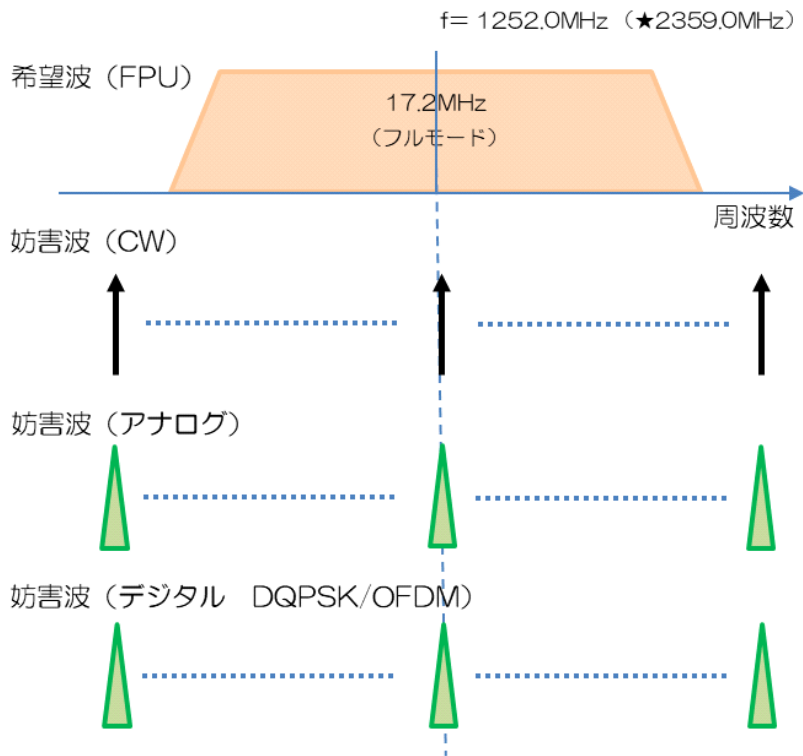 f= 1252.0MHz（★2359.0MHz）
希望波（FPU）
17.2MHz
（フルモード）
周波数
妨害波（CW）
妨害波（アナログ）
妨害波（デジタル　DQPSK/OFDM）